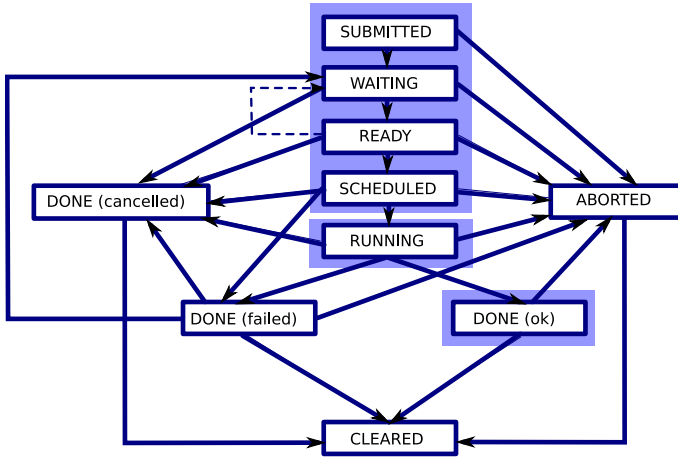 SUBMITTED
WAITING
READY
SCHEDULED
DONE (cancelled)
ABORTED
RUNNING
DONE (failed)
DONE (ok)
CLEARED